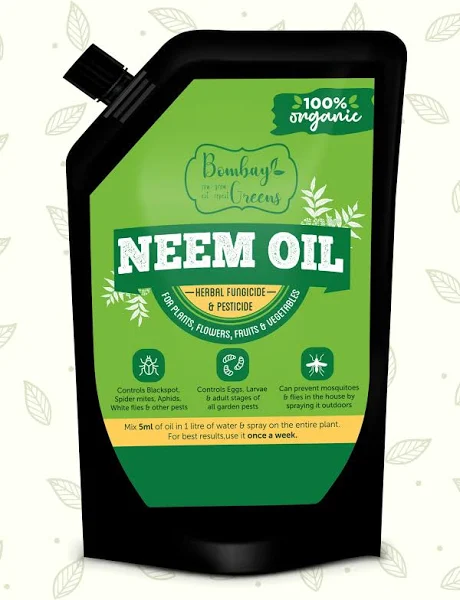 100%
organic
Bombay
Greens
NEEM OIL
HERBAL FUNGICIDE
& PESTICIDE
FOR PLANTS, FLOWERS, FRUITS & VEGETABLES
Controls Blackspot,
Spider mites, Aphids,
White flies & other pests
Controls Eggs, Larvae
& adult stages of
all garden pests
Can prevent mosquitoes
& flies in the house by
spraying it outdoors
Mix 5ml of oil in 1 litre of water & spray on the entire plant.
For best results,use it once a week.